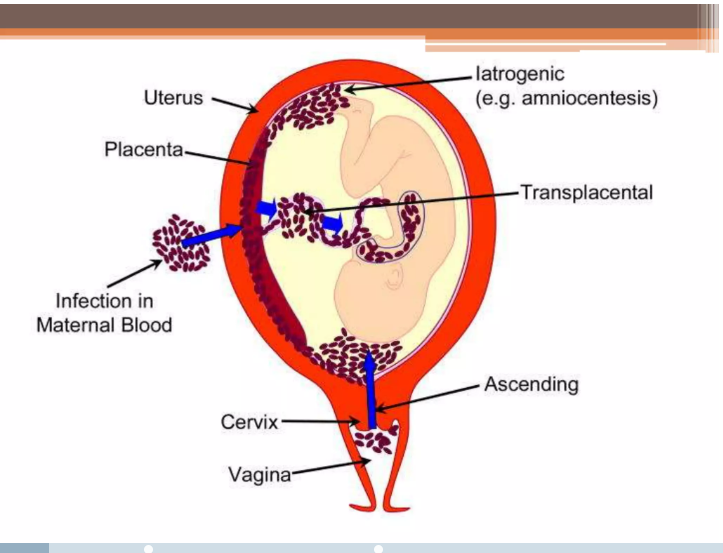 Iatrogenic
(e.g. amniocentesis)
Uterus
Placenta
Transplacental
Infection in
Maternal Blood
Ascending
Cervix
Vagina